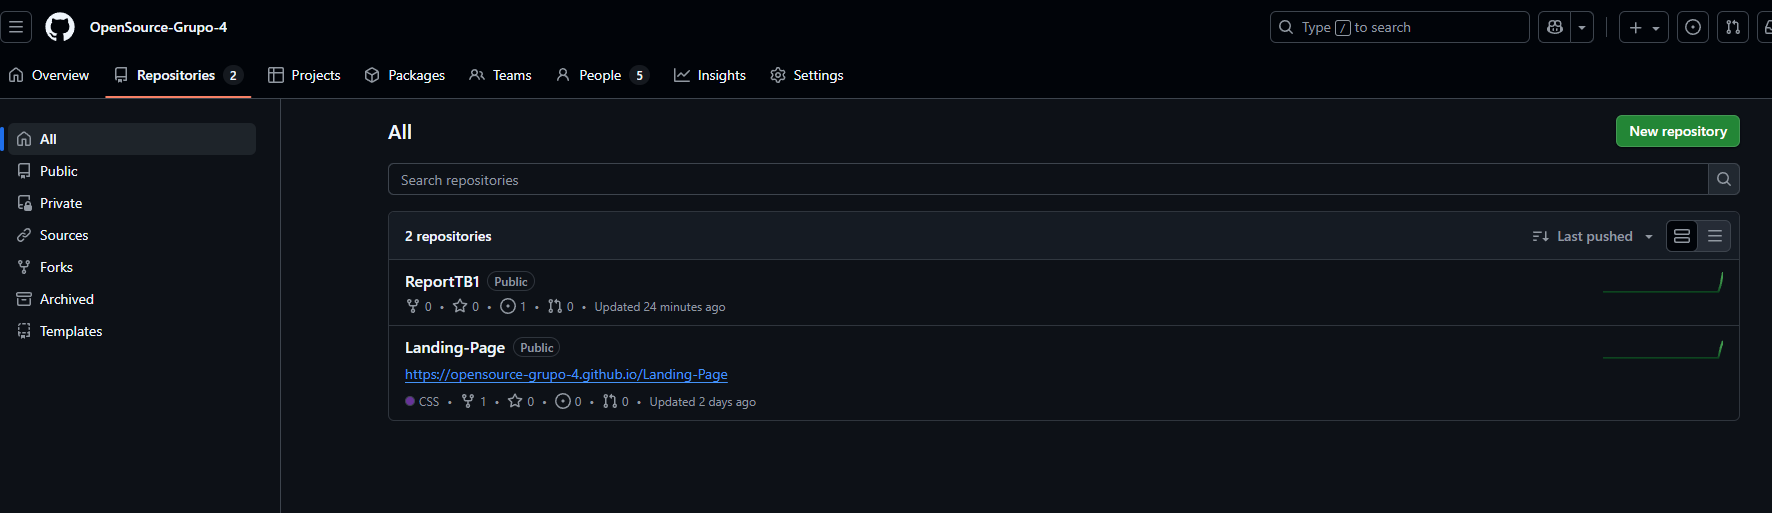 OpenSource-Grupo-4
Type / to search
Overview
Repositories 2
Projects
Packages
Teams
People 5
Insights
Settings
All
Public
Private
Sources
Forks
Archived
Templates
All
New repository
Search repositories
2 repositories
Last pushed
ReportTB1 Public
0 • 0 • 1 • 0 • Updated 24 minutes ago
Landing-Page Public
https://opensource-grupo-4.github.io/Landing-Page
CSS • 1 • 0 • 0 • 0 • Updated 2 days ago